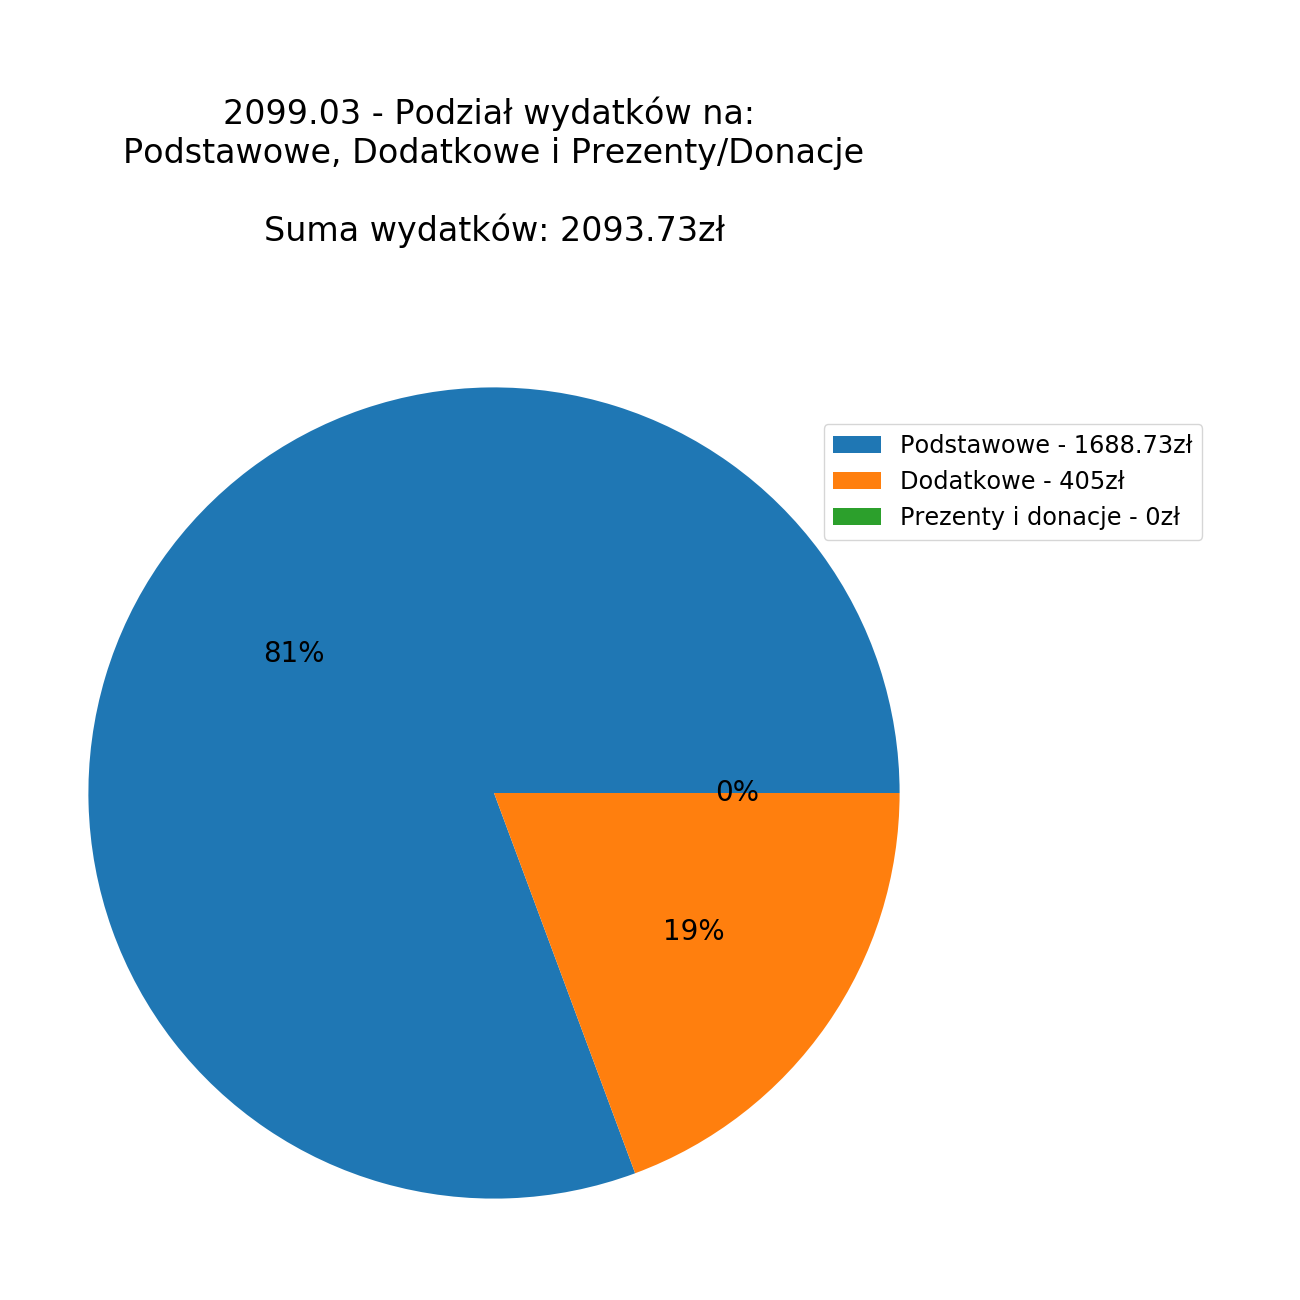 2099.03 - Podział wydatków na:
Podstawowe, Dodatkowe i Prezenty/Donacje
Suma wydatków: 2093.73zł
Podstawowe - 1688.73zł
Dodatkowe - 405zł
Prezenty i donacje - 0zł
81%
0%
19%